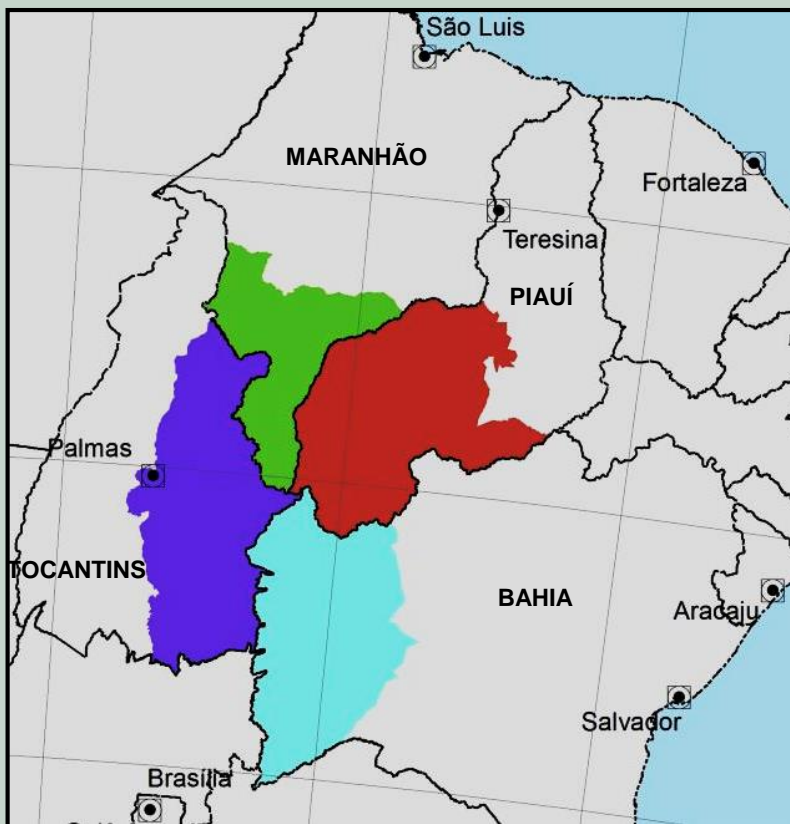 São Luis
MARANHÃO
Fortaleza
Teresina
PIAUÍ
Palmas
TOCANTINS
BAHIA
Aracaju
Salvador
Brasília